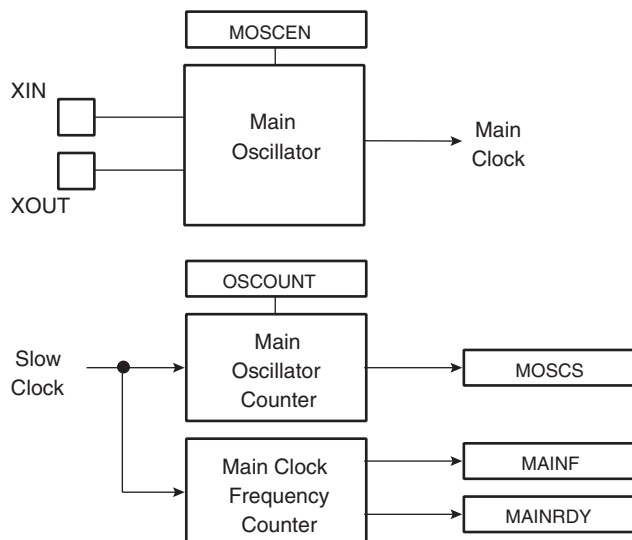 MOSCEN
XIN
XOUT
Main
Oscillator
Main
Clock
OSCOUNT
Slow
Clock
Main
Oscillator
Counter
MOSCS
Main Clock
Frequency
Counter
MAINF
MAINRDY